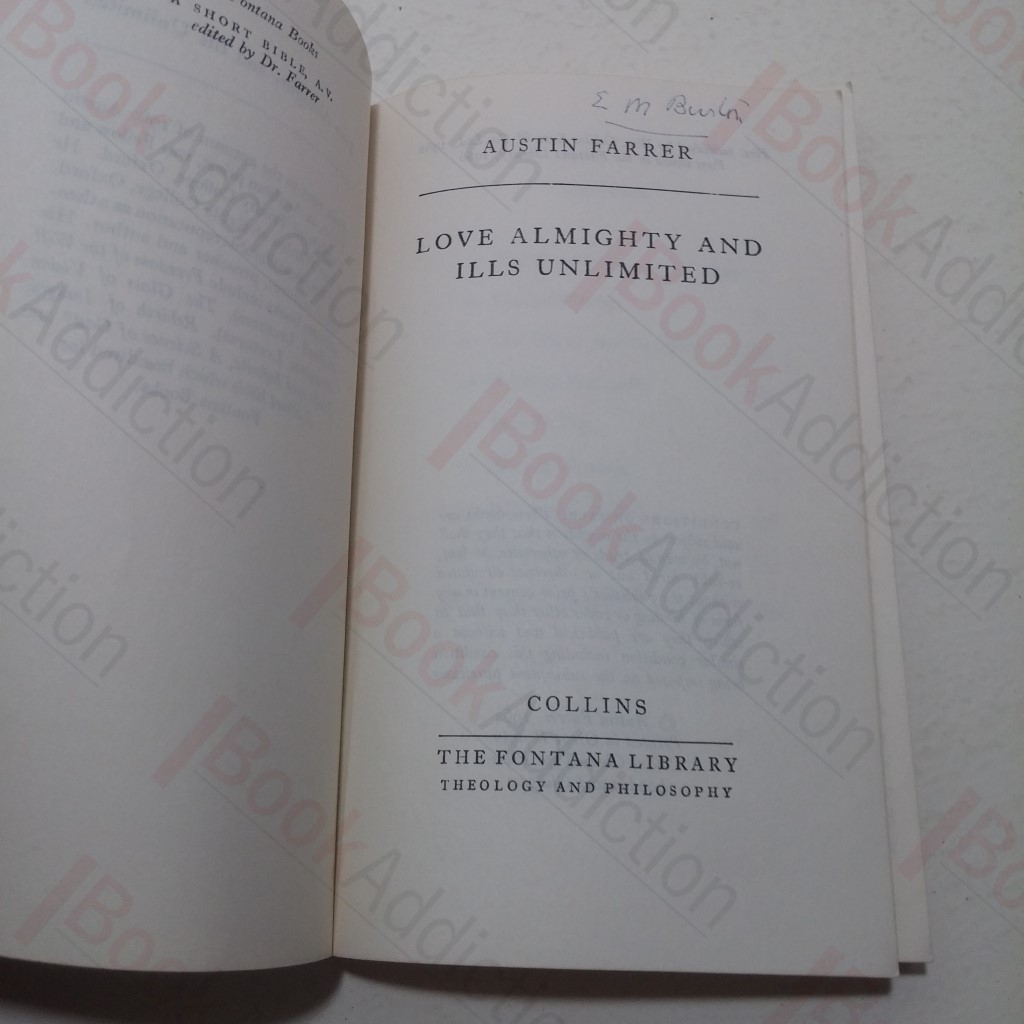 Fontana Books
A SHORT BIBLE, A.V.
edited by Dr. Farrer
E M Burton
AUSTIN FARRER
LOVE ALMIGHTY AND
ILLS UNLIMITED
COLLINS
THE FONTANA LIBRARY
THEOLOGY AND PHILOSOPHY
BookAddiction